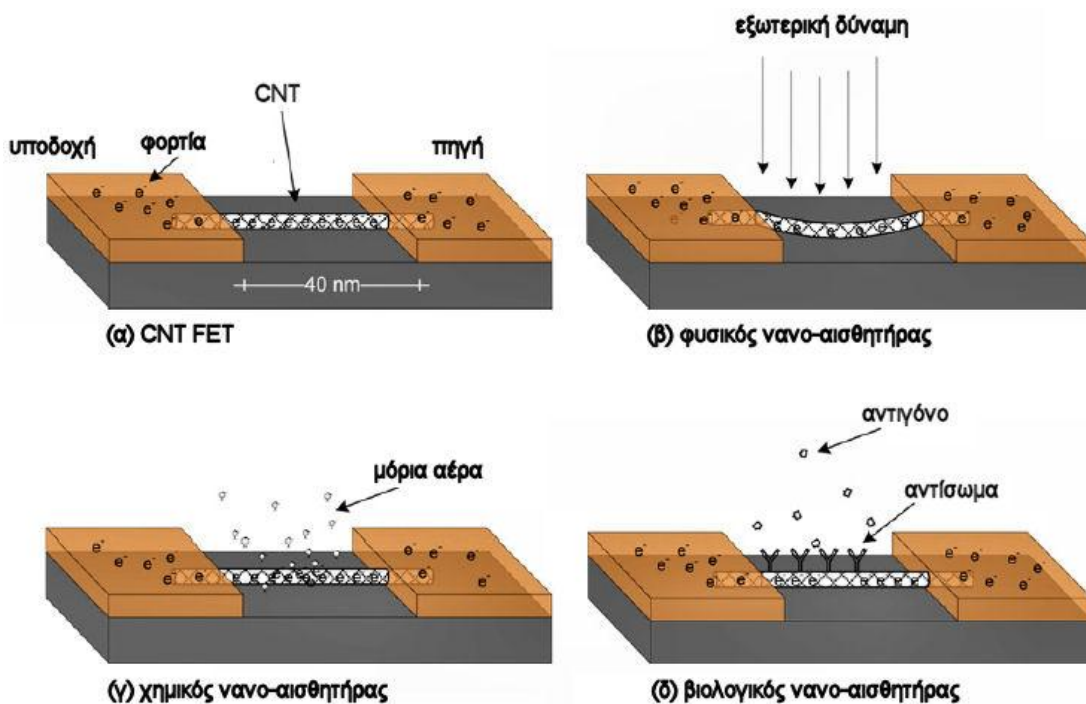 εξωτερική δύναμη
CNT
υποδοχή
φορτία
πηγή
e⁻ e⁻ e⁻ e⁻ e⁻ e⁻
40 nm
(α) CNT FET
(β) φυσικός νανο-αισθητήρας
αντιγόνο
μόρια αέρα
αντίσωμα
(γ) χημικός νανο-αισθητήρας
(δ) βιολογικός νανο-αισθητήρας